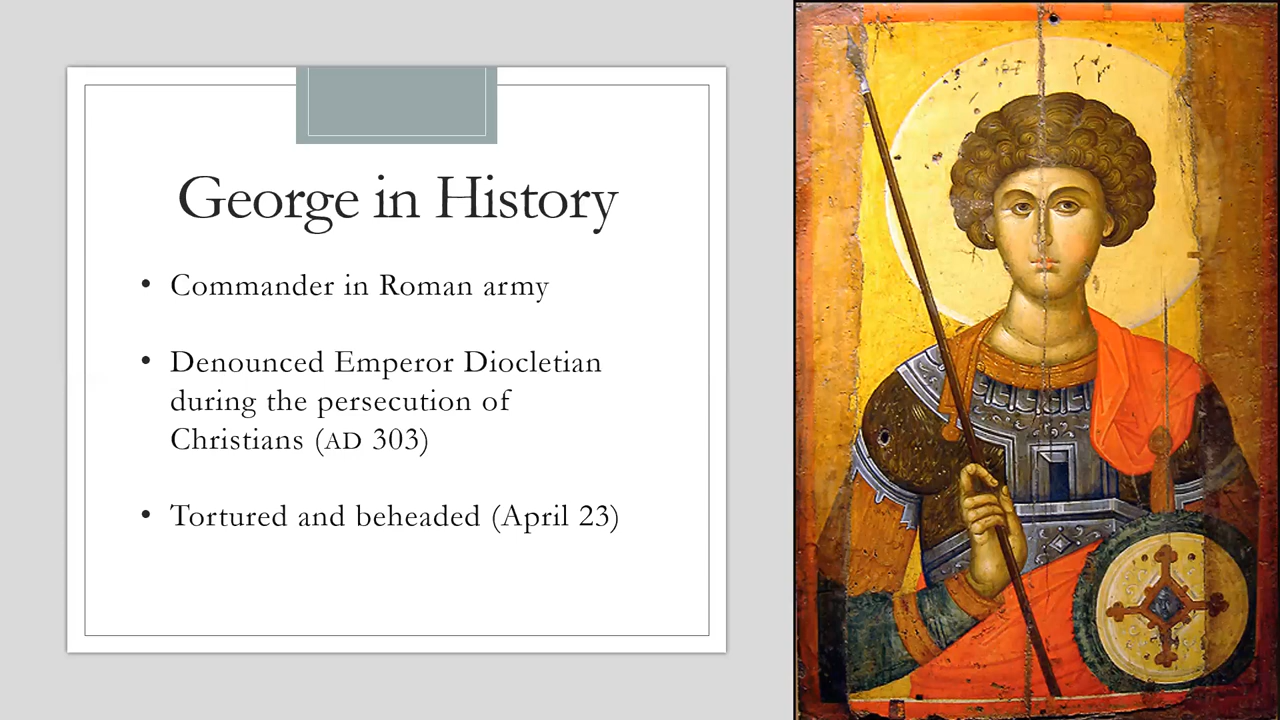 George in History
• Commander in Roman army
• Denounced Emperor Diocletian
during the persecution of
Christians (AD 303)
• Tortured and beheaded (April 23)